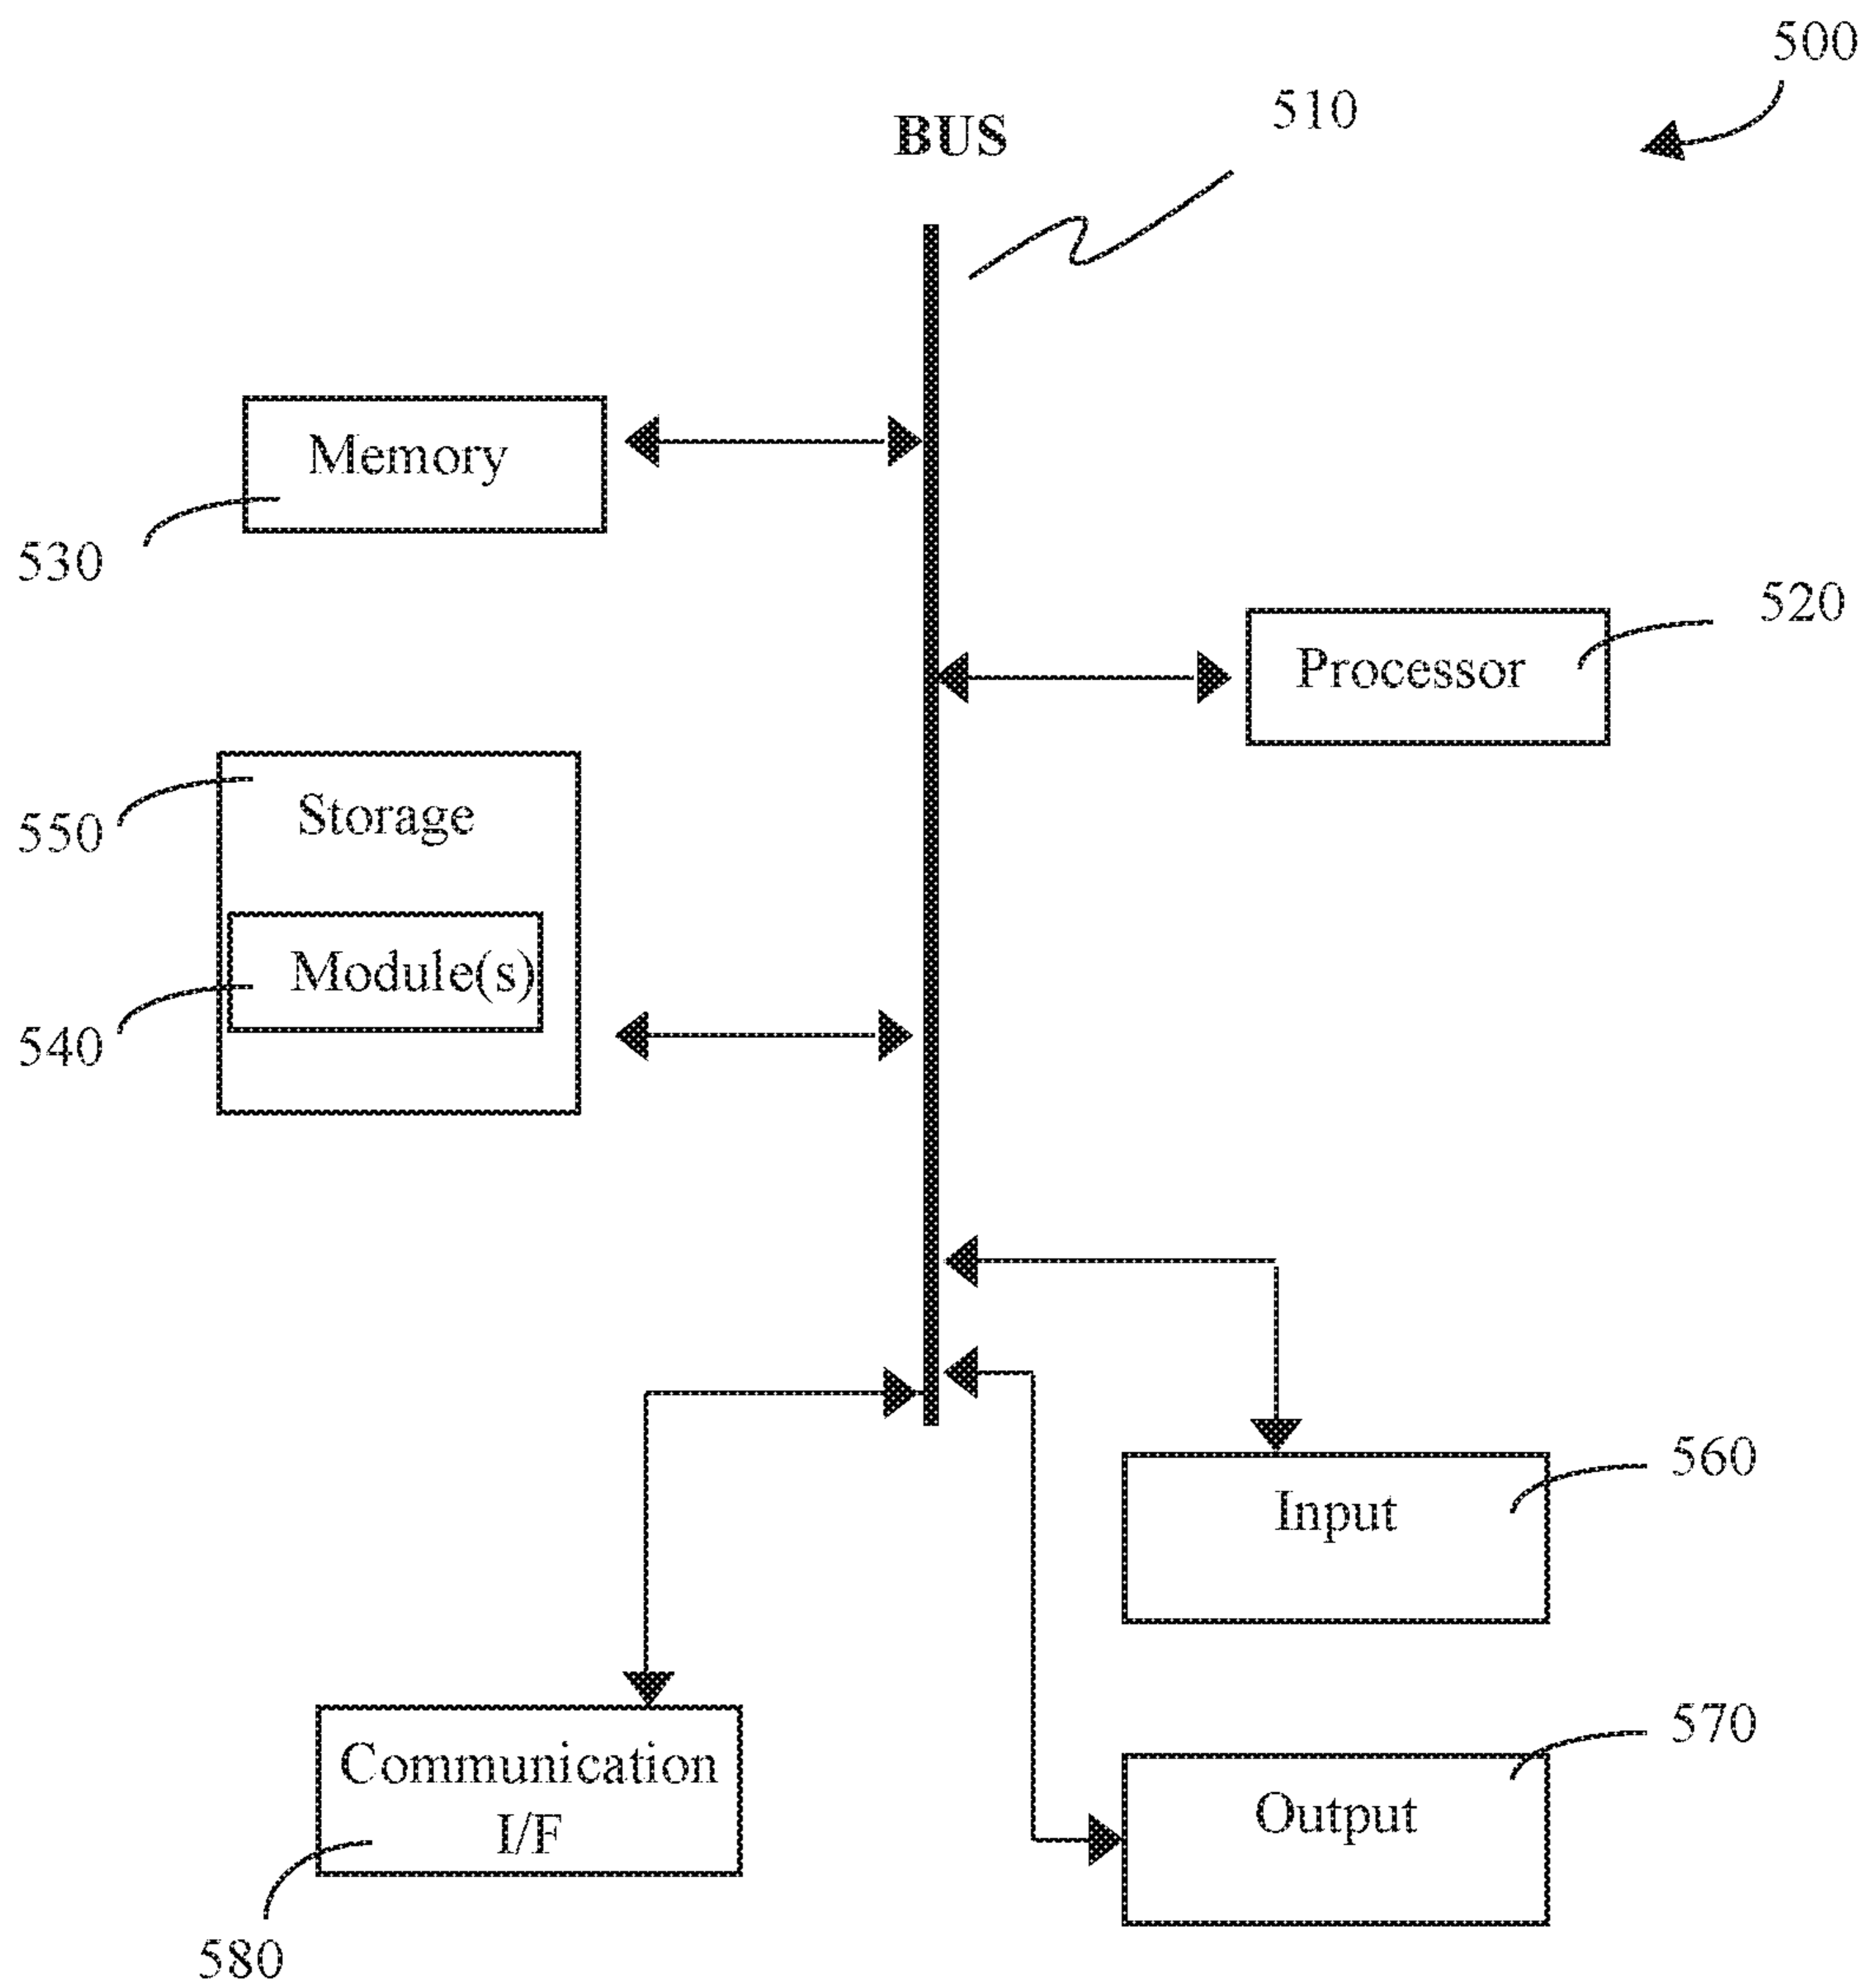 500
BUS
510
Memory
530
520
Processor
550
Storage
Module(s)
540
560
Input
570
Output
Communication
I/F
580